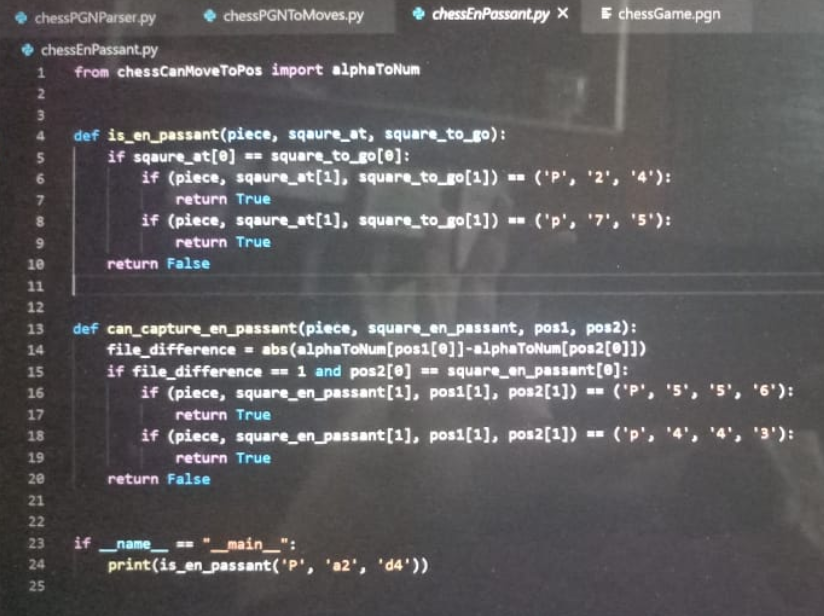 chessPGNParser.py chessPGNToMoves.py chessEnPassant.py × chessGame.pgn
chessEnPassant.py
1 from chessCanMoveToPos import alphaToNum
2
3
4 def is_en_passant(piece, sqaure_at, square_to_go):
5     if sqaure_at[0] == square_to_go[0]:
6         if (piece, sqaure_at[1], square_to_go[1]) == ('P', '2', '4'):
7             return True
8         if (piece, sqaure_at[1], square_to_go[1]) == ('p', '7', '5'):
9             return True
10     return False
11
12
13 def can_capture_en_passant(piece, square_en_passant, pos1, pos2):
14     file_difference = abs(alphaToNum[pos1[0]]-alphaToNum[pos2[0]])
15     if file_difference == 1 and pos2[0] == square_en_passant[0]:
16         if (piece, square_en_passant[1], pos1[1], pos2[1]) == ('P', '5', '5', '6'):
17             return True
18         if (piece, square_en_passant[1], pos1[1], pos2[1]) == ('p', '4', '4', '3'):
19             return True
20     return False
21
22
23 if __name__ == "__main__":
24     print(is_en_passant('P', 'a2', 'd4'))
25